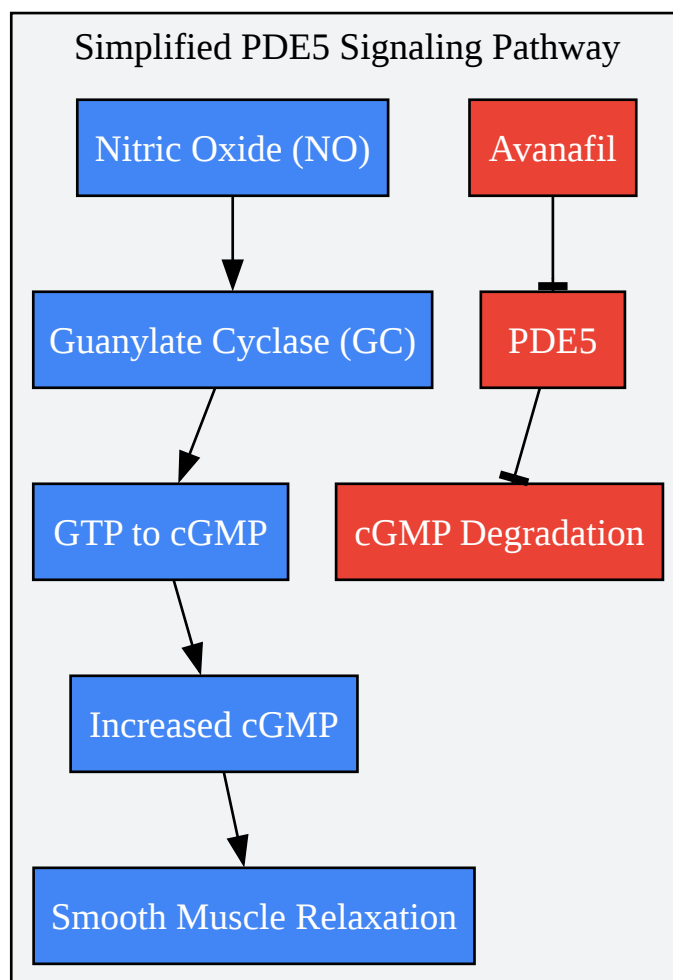 Simplified PDE5 Signaling Pathway
Nitric Oxide (NO)
Avanafil
Guanylate Cyclase (GC)
PDE5
GTP to cGMP
cGMP Degradation
Increased cGMP
Smooth Muscle Relaxation